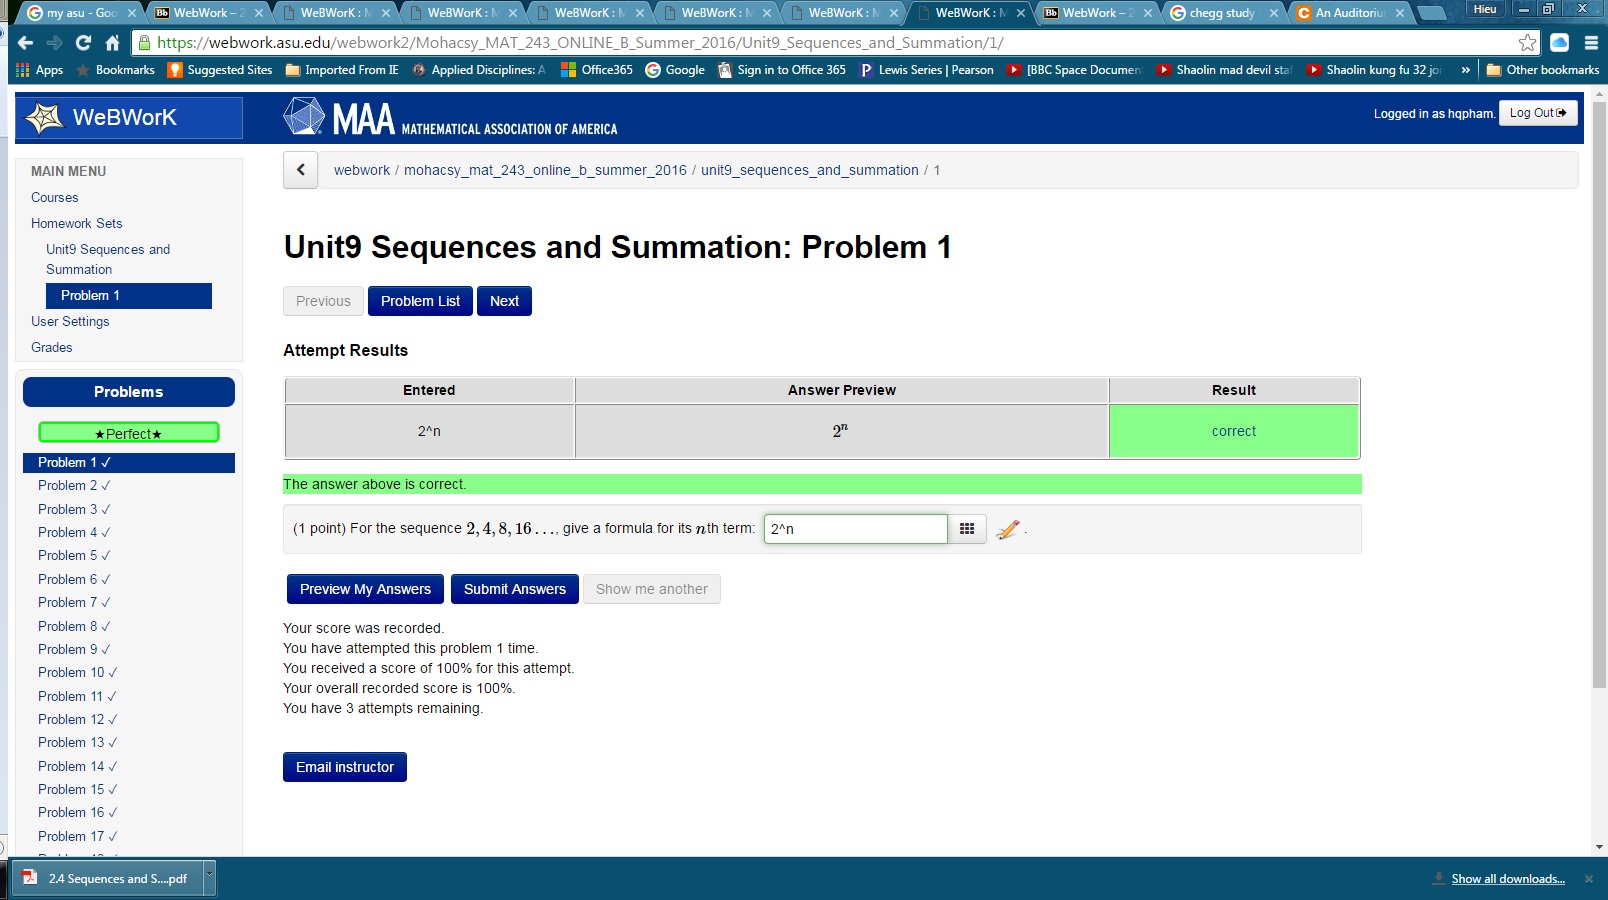 my asu - Goo
WebWork – 2
WeBWorK : M
WeBWorK : M
WeBWorK : M
WeBWorK : M
WeBWorK : M
WeBWorK : M
WebWork – 2
chegg study
An Auditoriu
Hieu
https://webwork.asu.edu/webwork2/Mohacsy_MAT_243_ONLINE_B_Summer_2016/Unit9_Sequences_and_Summation/1/
Apps Bookmarks Suggested Sites Imported From IE Applied Disciplines: A Office365 Google Sign in to Office 365 Lewis Series | Pearson [BBC Space Documen Shaolin mad devil sta Shaolin kung fu 32 joi » Other bookmarks
WeBWorK
MAA MATHEMATICAL ASSOCIATION OF AMERICA
Logged in as hqpham. Log Out
MAIN MENU
Courses
Homework Sets
Unit9 Sequences and
Summation
Problem 1
User Settings
Grades
Problems
★Perfect★
Problem 1 ✓
Problem 2 ✓
Problem 3 ✓
Problem 4 ✓
Problem 5 ✓
Problem 6 ✓
Problem 7 ✓
Problem 8 ✓
Problem 9 ✓
Problem 10 ✓
Problem 11 ✓
Problem 12 ✓
Problem 13 ✓
Problem 14 ✓
Problem 15 ✓
Problem 16 ✓
Problem 17 ✓
webwork / mohacsy_mat_243_online_b_summer_2016 / unit9_sequences_and_summation / 1
Unit9 Sequences and Summation: Problem 1
Previous Problem List Next
Attempt Results
Entered Answer Preview Result
2^n 2ⁿ correct
The answer above is correct.
(1 point) For the sequence 2, 4, 8, 16 . . ., give a formula for its nth term: 2^n .
Preview My Answers Submit Answers Show me another
Your score was recorded.
You have attempted this problem 1 time.
You received a score of 100% for this attempt.
Your overall recorded score is 100%.
You have 3 attempts remaining.
Email instructor
2.4 Sequences and S....pdf
Show all downloads...